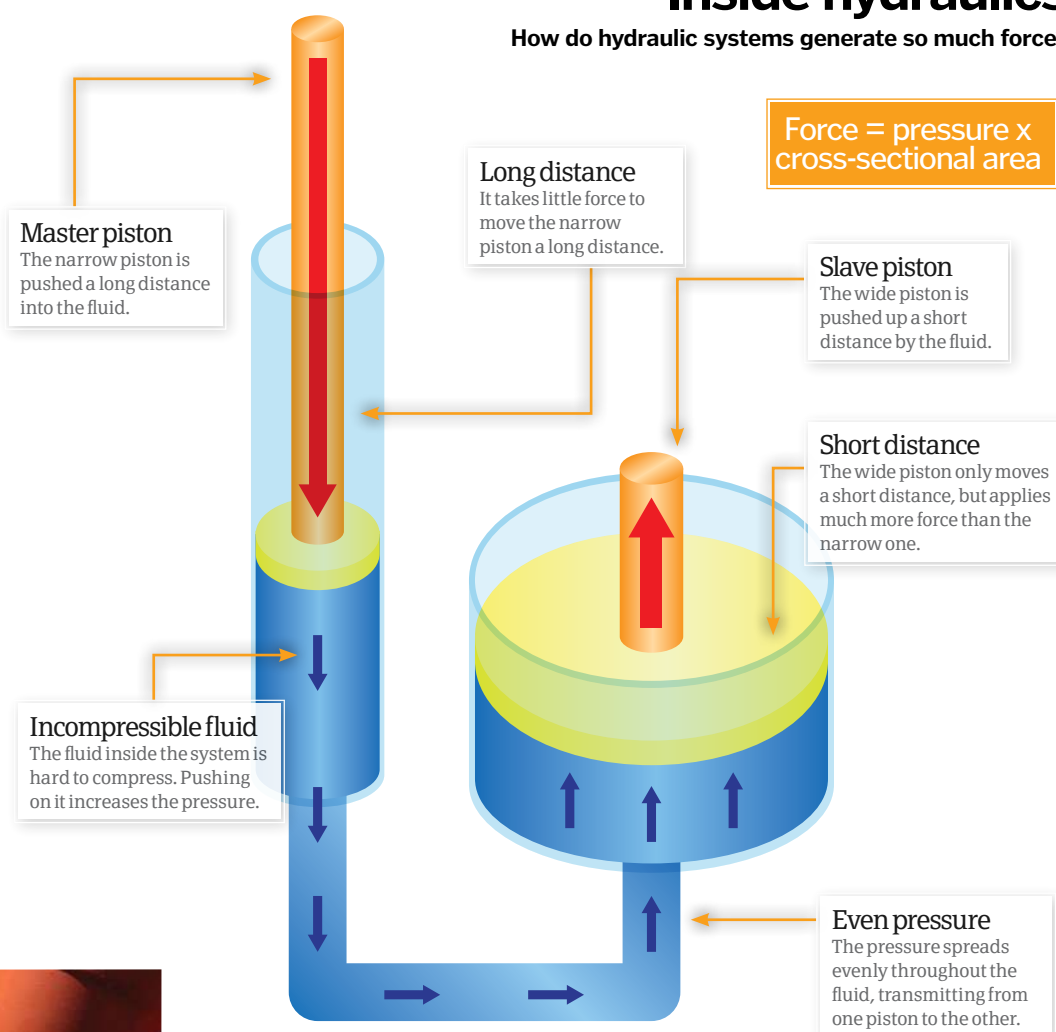 Inside hydraulics
How do hydraulic systems generate so much force
Force = pressure x
cross-sectional area
Master piston
The narrow piston is
pushed a long distance
into the fluid.
Long distance
It takes little force to
move the narrow
piston a long distance.
Slave piston
The wide piston is
pushed up a short
distance by the fluid.
Short distance
The wide piston only moves
a short distance, but applies
much more force than the
narrow one.
Incompressible fluid
The fluid inside the system is
hard to compress. Pushing
on it increases the pressure.
Even pressure
The pressure spreads
evenly throughout the
fluid, transmitting from
one piston to the other.